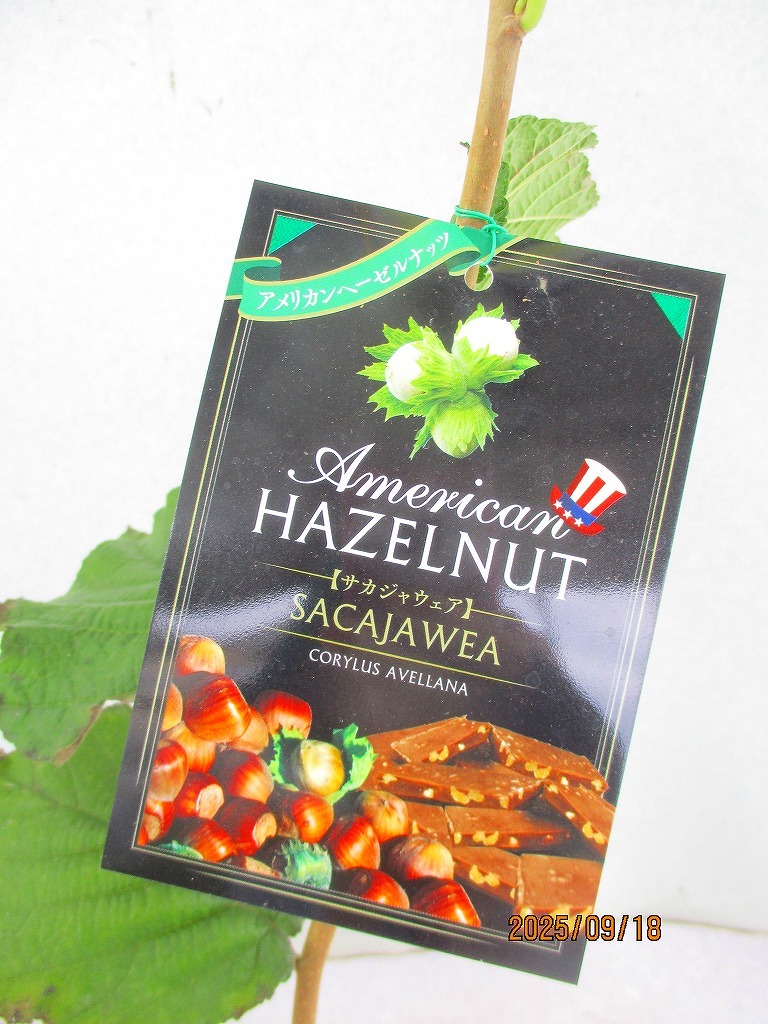 アメリカンヘーゼルナッツ
American
HAZELNUT
【サカジャウェア】
SACAJAWEA
CORYLUS AVELLANA
2025/09/18